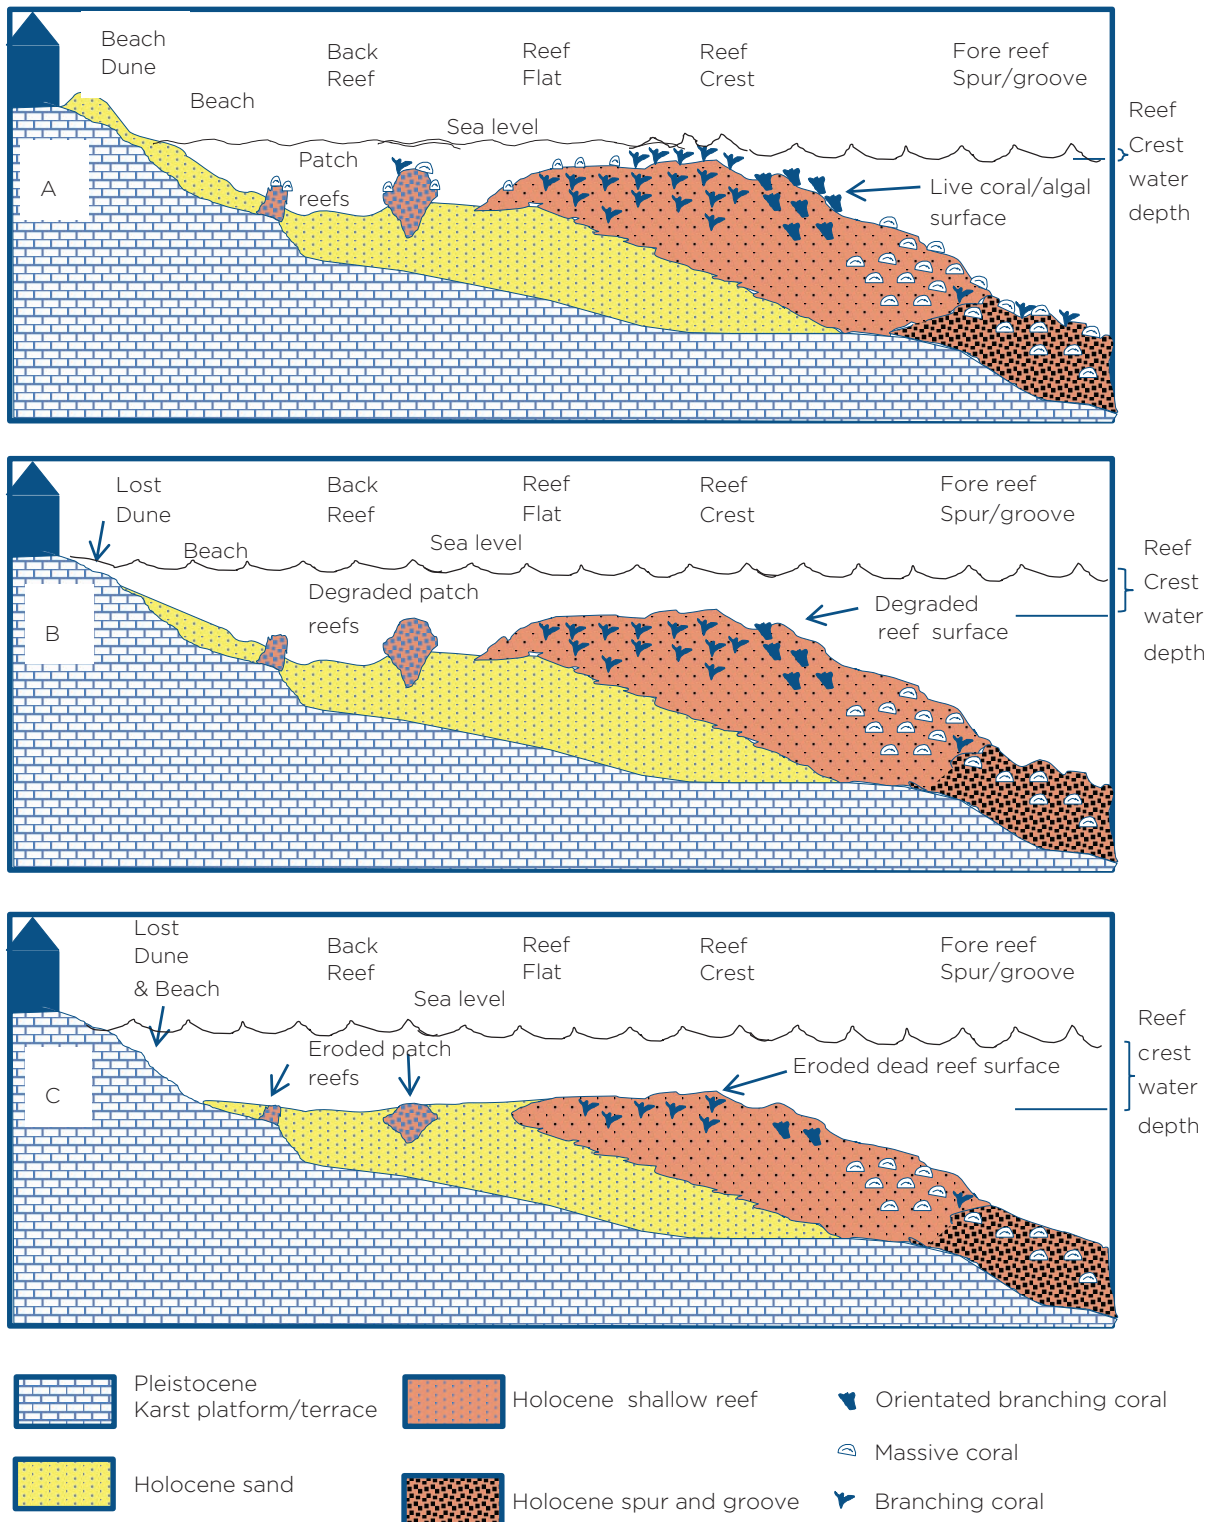 Beach
Dune
Back
Reef
Reef
Flat
Reef
Crest
Fore reef
Spur/groove
Beach
Sea level
Reef
Crest
water
depth
A
Patch
reefs
Live coral/algal
surface
Lost
Dune
Back
Reef
Reef
Flat
Reef
Crest
Fore reef
Spur/groove
Beach
Sea level
Reef
Crest
water
depth
B
Degraded patch
reefs
Degraded
reef surface
Lost
Dune
& Beach
Back
Reef
Reef
Flat
Reef
Crest
Fore reef
Spur/groove
Sea level
Reef
crest
water
depth
C
Eroded patch
reefs
Eroded dead reef surface
Pleistocene
Karst platform/terrace
Holocene shallow reef
Orientated branching coral
Massive coral
Holocene sand
Holocene spur and groove
Branching coral